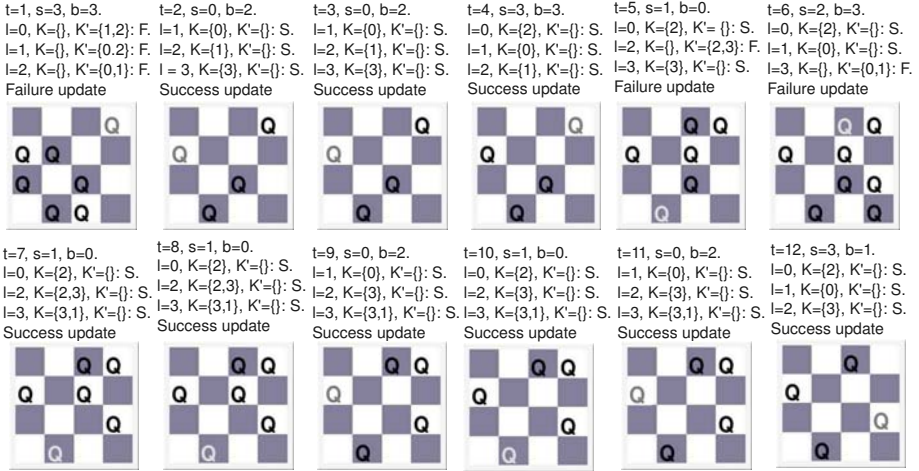 t=1, s=3, b=3.
l=0, K={}, K'={1,2}: F.
l=1, K={}, K'={0.2}: F.
l=2, K={}, K'={0,1}: F.
Failure update
Q
Q Q
Q Q
Q Q
t=2, s=0, b=2.
l=1, K={0}, K'={}: S.
l=2, K={1}, K'={}: S.
l = 3, K={3}, K'={}: S.
Success update
Q
Q
Q
Q
t=3, s=0, b=2.
l=1, K={0}, K'={}: S.
l=2, K={1}, K'={}: S.
l=3, K={3}, K'={}: S.
Success update
Q
Q
Q
Q
t=4, s=3, b=3.
l=0, K={2}, K'={}: S.
l=1, K={0}, K'={}: S.
l=2, K={1}, K'={}: S.
Success update
Q
Q
Q
Q
t=5, s=1, b=0.
l=0, K={2}, K'= {}: S.
l=2, K={}, K'={2,3}: F.
l=3, K={3}, K'={}: S.
Failure update
Q Q
Q Q
Q
Q
t=6, s=2, b=3.
l=0, K={2}, K'={}: S.
l=1, K={0}, K'={}: S.
l=3, K={}, K'={0,1}: F.
Failure update
Q Q
Q Q
Q Q
Q Q
t=7, s=1, b=0.
l=0, K={2}, K'={}: S.
l=2, K={2,3}, K'={}: S.
l=3, K={3,1}, K'={}: S.
Success update
Q Q
Q Q
Q
Q
t=8, s=1, b=0.
l=0, K={2}, K'={}: S.
l=2, K={2,3}, K'={}: S.
l=3, K={3,1}, K'={}: S.
Success update
Q Q
Q Q
Q
Q
t=9, s=0, b=2.
l=1, K={0}, K'={}: S.
l=2, K={3}, K'={}: S.
l=3, K={3,1}, K'={}: S.
Success update
Q Q
Q
Q
Q
t=10, s=1, b=0.
l=0, K={2}, K'={}: S.
l=2, K={3}, K'={}: S.
l=3, K={3,1}, K'={}: S.
Success update
Q Q
Q
Q
Q
t=11, s=0, b=2.
l=1, K={0}, K'={}: S.
l=2, K={3}, K'={}: S.
l=3, K={3,1}, K'={}: S.
Success update
Q Q
Q
Q
Q
t=12, s=3, b=1.
l=0, K={2}, K'={}: S.
l=1, K={0}, K'={}: S.
l=2, K={3}, K'={}: S.
Success update
Q
Q
Q
Q